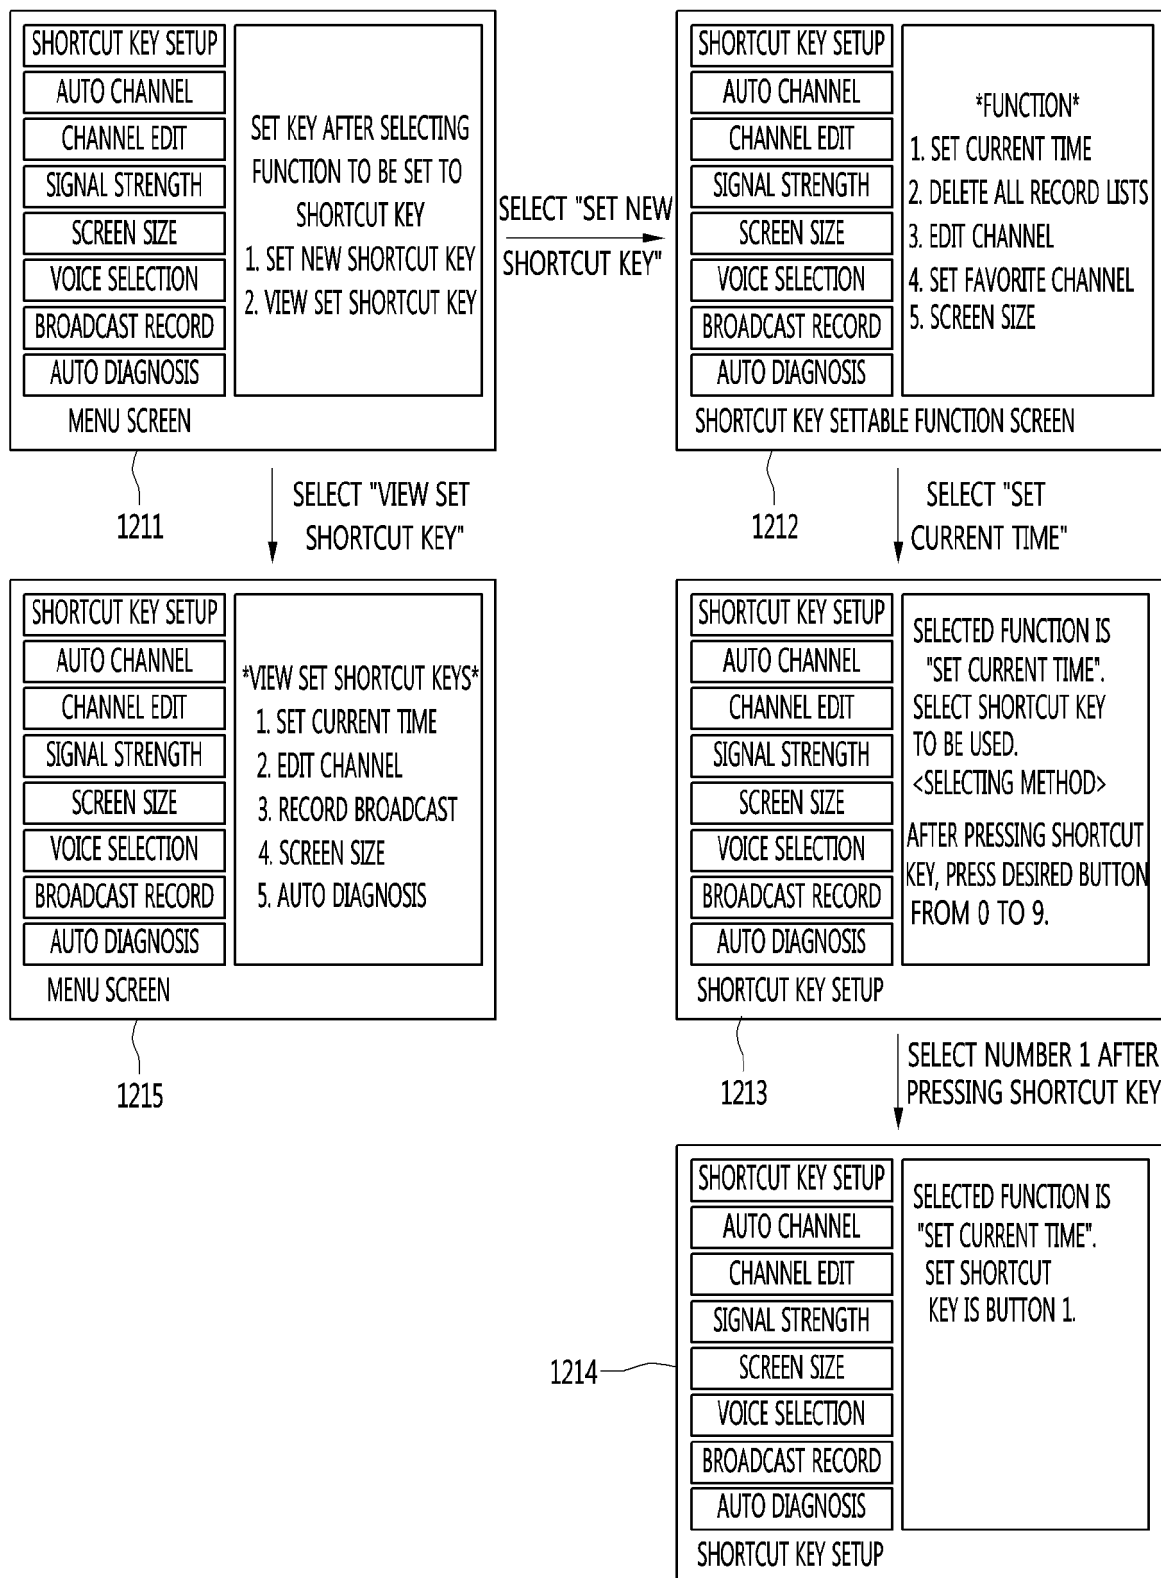 SHORTCUT KEY SETUP
AUTO CHANNEL
CHANNEL EDIT
SIGNAL STRENGTH
SCREEN SIZE
VOICE SELECTION
BROADCAST RECORD
AUTO DIAGNOSIS
SET KEY AFTER SELECTING
FUNCTION TO BE SET TO
SHORTCUT KEY
1. SET NEW SHORTCUT KEY
2. VIEW SET SHORTCUT KEY
MENU SCREEN
1211
SELECT "SET NEW
SHORTCUT KEY"
SHORTCUT KEY SETUP
AUTO CHANNEL
CHANNEL EDIT
SIGNAL STRENGTH
SCREEN SIZE
VOICE SELECTION
BROADCAST RECORD
AUTO DIAGNOSIS
*FUNCTION*
1. SET CURRENT TIME
2. DELETE ALL RECORD LISTS
3. EDIT CHANNEL
4. SET FAVORITE CHANNEL
5. SCREEN SIZE
SHORTCUT KEY SETTABLE FUNCTION SCREEN
1212
SELECT "VIEW SET
SHORTCUT KEY"
SELECT "SET
CURRENT TIME"
SHORTCUT KEY SETUP
AUTO CHANNEL
CHANNEL EDIT
SIGNAL STRENGTH
SCREEN SIZE
VOICE SELECTION
BROADCAST RECORD
AUTO DIAGNOSIS
*VIEW SET SHORTCUT KEYS*
1. SET CURRENT TIME
2. EDIT CHANNEL
3. RECORD BROADCAST
4. SCREEN SIZE
5. AUTO DIAGNOSIS
MENU SCREEN
1215
SHORTCUT KEY SETUP
AUTO CHANNEL
CHANNEL EDIT
SIGNAL STRENGTH
SCREEN SIZE
VOICE SELECTION
BROADCAST RECORD
AUTO DIAGNOSIS
SELECTED FUNCTION IS
"SET CURRENT TIME".
SELECT SHORTCUT KEY
TO BE USED.
<SELECTING METHOD>
AFTER PRESSING SHORTCUT
KEY, PRESS DESIRED BUTTON
FROM 0 TO 9.
SHORTCUT KEY SETUP
1213
SELECT NUMBER 1 AFTER
PRESSING SHORTCUT KEY
SHORTCUT KEY SETUP
AUTO CHANNEL
CHANNEL EDIT
SIGNAL STRENGTH
SCREEN SIZE
VOICE SELECTION
BROADCAST RECORD
AUTO DIAGNOSIS
SELECTED FUNCTION IS
"SET CURRENT TIME".
SET SHORTCUT
KEY IS BUTTON 1.
SHORTCUT KEY SETUP
1214